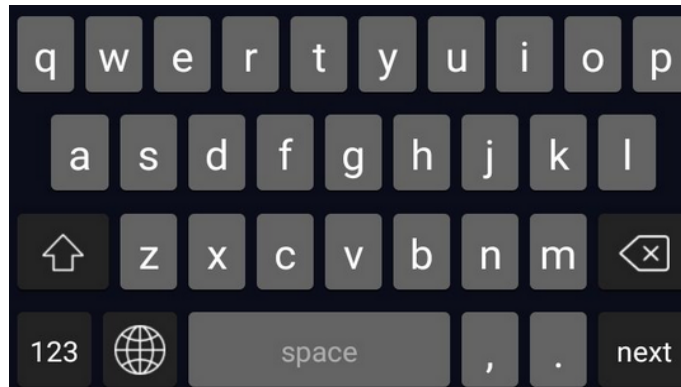 q w e r t y u i o p
a s d f g h j k l
z x c v b n m
123 space , . next